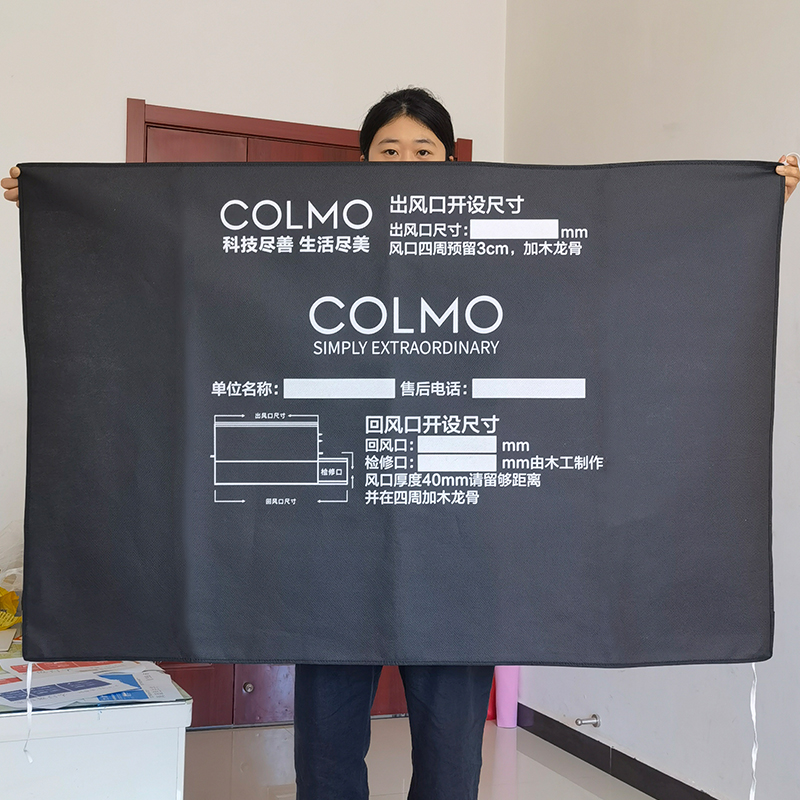 COLMO
科技尽善 生活尽美
出风口开设尺寸
出风口尺寸: mm
风口四周预留3cm，加木龙骨
COLMO
SIMPLY EXTRAORDINARY
单位名称: 售后电话:
出风口尺寸
检修口
回风口尺寸
回风口开设尺寸
回风口: mm
检修口: mm由木工制作
风口厚度40mm请留够距离
并在四周加木龙骨